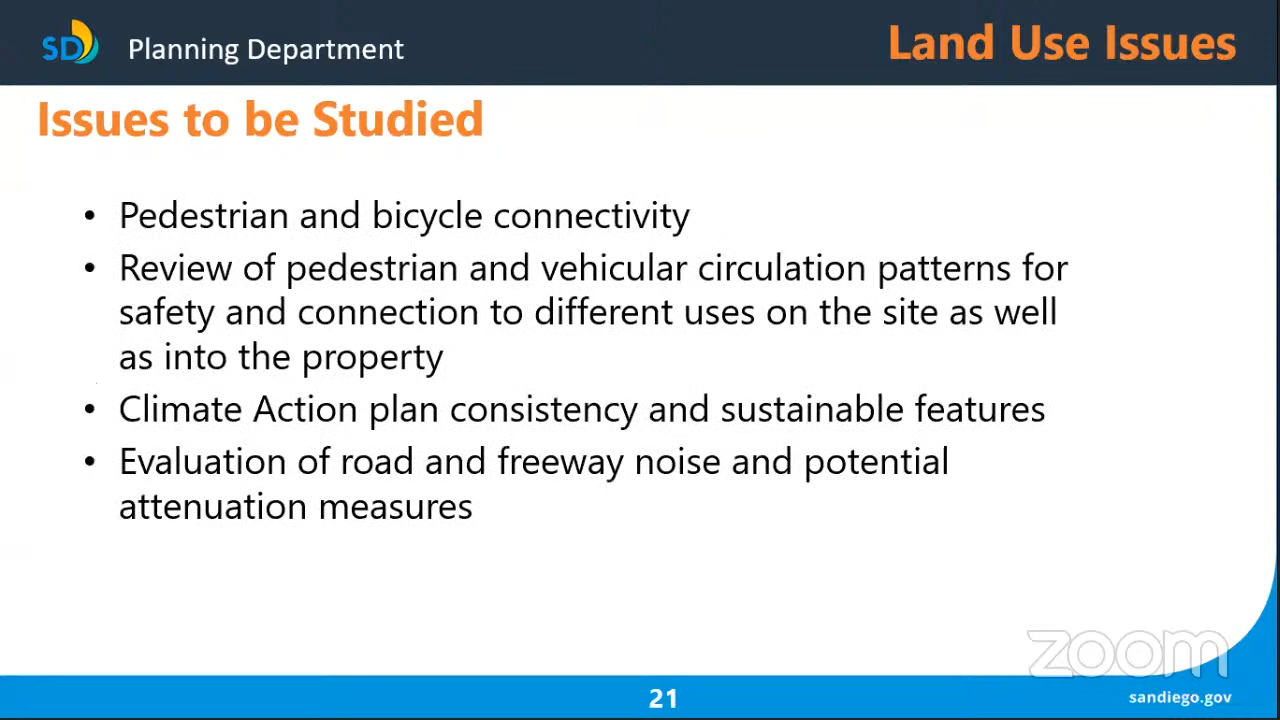 SD Planning Department
Land Use Issues
Issues to be Studied
• Pedestrian and bicycle connectivity
• Review of pedestrian and vehicular circulation patterns for
safety and connection to different uses on the site as well
as into the property
• Climate Action plan consistency and sustainable features
• Evaluation of road and freeway noise and potential
attenuation measures
zoom
21
sandiego.gov